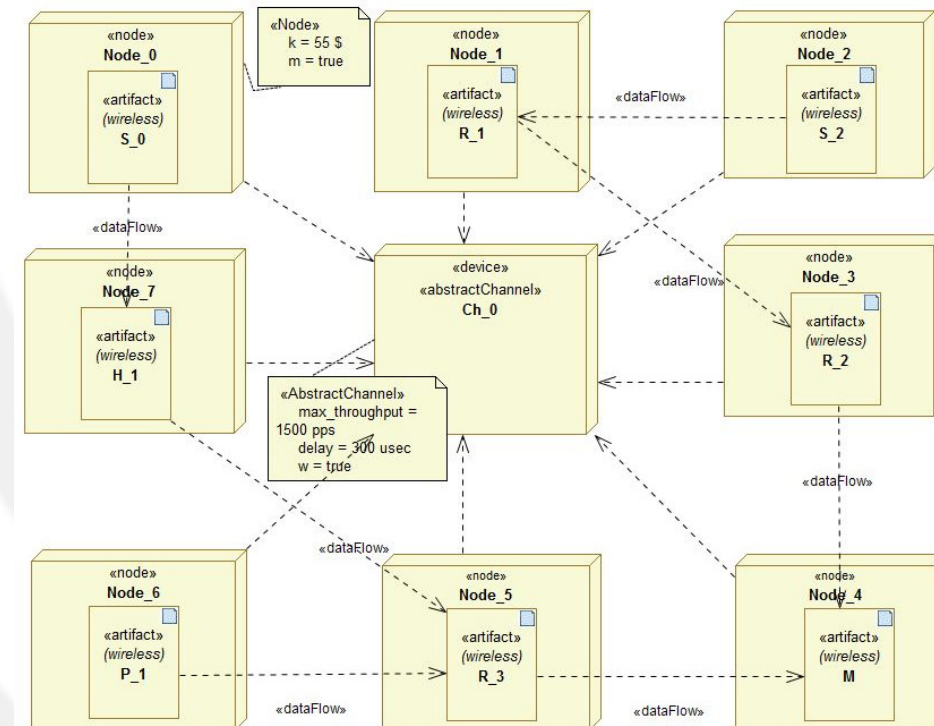 «node»
Node_0
«artifact»
(wireless)
S_0
«Node»
k = 55 $
m = true
«node»
Node_1
«artifact»
(wireless)
R_1
«dataFlow»
«node»
Node_2
«artifact»
(wireless)
S_2
«dataFlow»
«node»
Node_7
«artifact»
(wireless)
H_1
«device»
«abstractChannel»
Ch_0
«dataFlow»
«node»
Node_3
«artifact»
(wireless)
R_2
«AbstractChannel»
max_throughput =
1500 pps
delay = 300 usec
w = true
«dataFlow»
«dataFlow»
«node»
Node_6
«artifact»
(wireless)
P_1
«dataFlow»
«node»
Node_5
«artifact»
(wireless)
R_3
«dataFlow»
«node»
Node_4
«artifact»
(wireless)
M